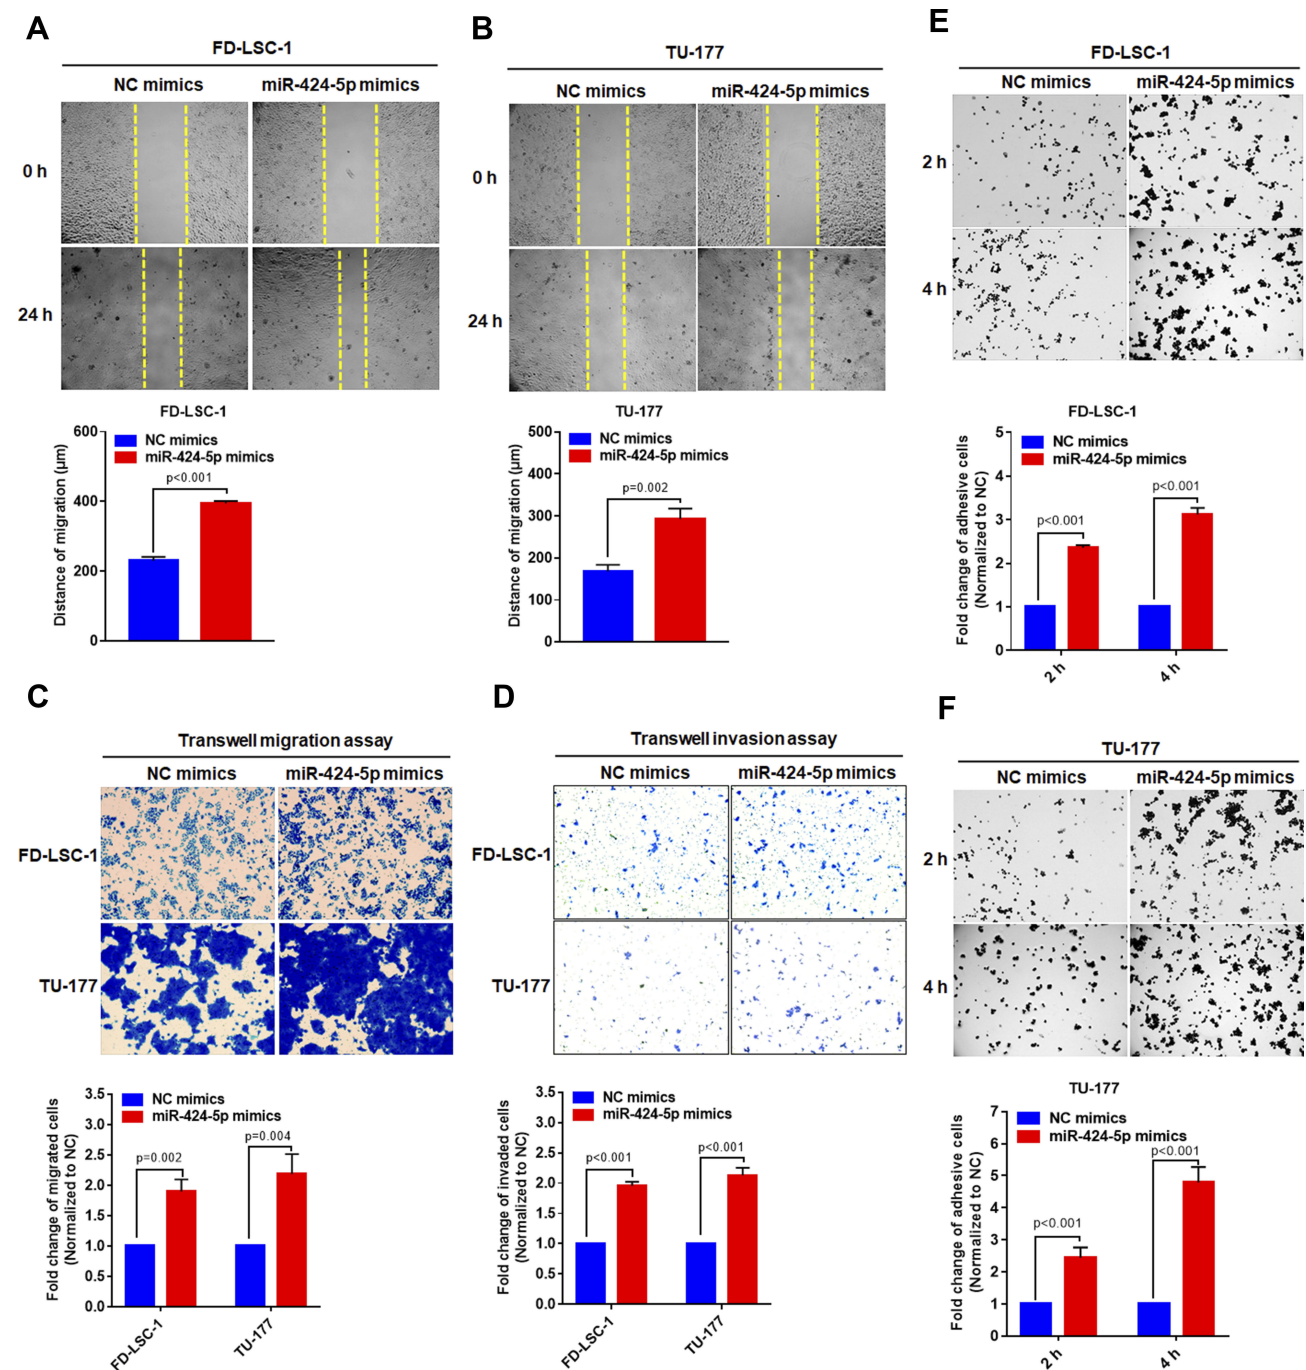 A
FD-LSC-1
NC mimics
miR-424-5p mimics
0 h
24 h
FD-LSC-1
NC mimics
miR-424-5p mimics
p<0.001
Distance of migration (μm)
600
400
200
0
B
TU-177
NC mimics
miR-424-5p mimics
0 h
24 h
TU-177
NC mimics
miR-424-5p mimics
p=0.002
Distance of migration (μm)
500
400
300
200
100
0
E
FD-LSC-1
NC mimics
miR-424-5p mimics
2 h
4 h
FD-LSC-1
NC mimics
miR-424-5p mimics
p<0.001
p<0.001
Fold change of adhesive cells
(Normalized to NC)
5
4
3
2
1
0
2 h
4 h
C
Transwell migration assay
NC mimics
miR-424-5p mimics
FD-LSC-1
TU-177
NC mimics
miR-424-5p mimics
p=0.002
p=0.004
Fold change of migrated cells
(Normalized to NC)
3.5
3.0
2.5
2.0
1.5
1.0
0.5
0.0
FD-LSC-1
TU-177
D
Transwell invasion assay
NC mimics
miR-424-5p mimics
FD-LSC-1
TU-177
NC mimics
miR-424-5p mimics
p<0.001
p<0.001
Fold change of invaded cells
(Normalized to NC)
3.5
3.0
2.5
2.0
1.5
1.0
0.5
0.0
FD-LSC-1
TU-177
F
TU-177
NC mimics
miR-424-5p mimics
2 h
4 h
TU-177
NC mimics
miR-424-5p mimics
p<0.001
p<0.001
Fold change of adhesive cells
(Normalized to NC)
7
6
5
4
3
2
1
0
2 h
4 h